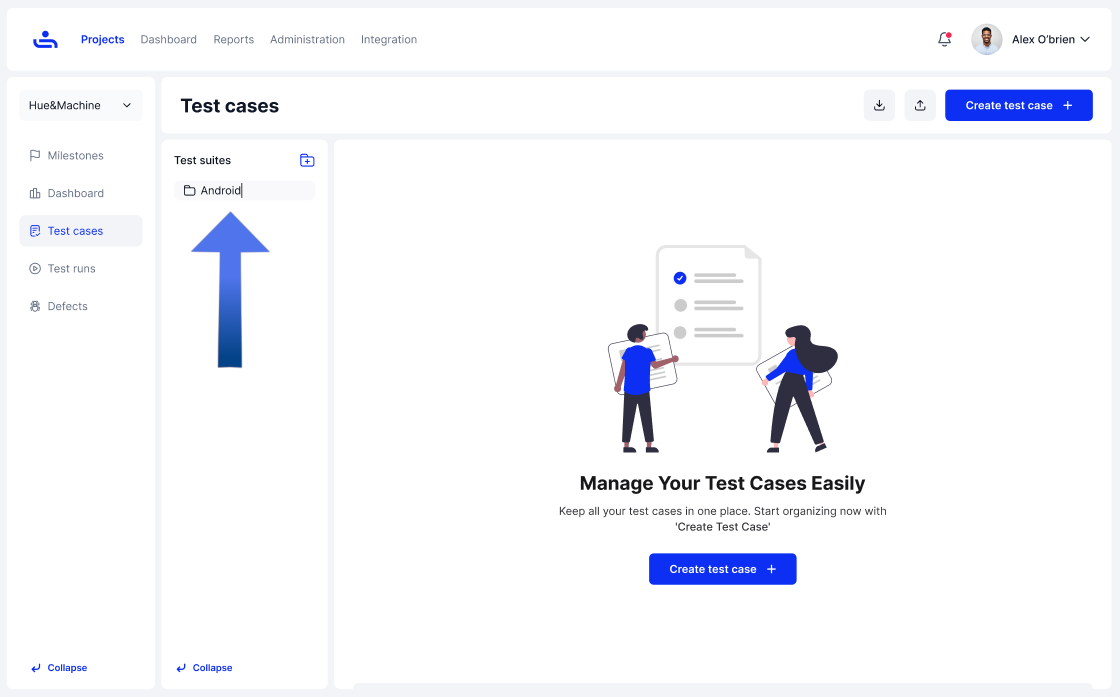 Projects Dashboard Reports Administration Integration Alex O'brien
Hue&Machine
Milestones
Dashboard
Test cases
Test runs
Defects
Collapse
Test cases
Create test case +
Test suites
Android
Collapse
Manage Your Test Cases Easily
Keep all your test cases in one place. Start organizing now with
'Create Test Case'
Create test case +